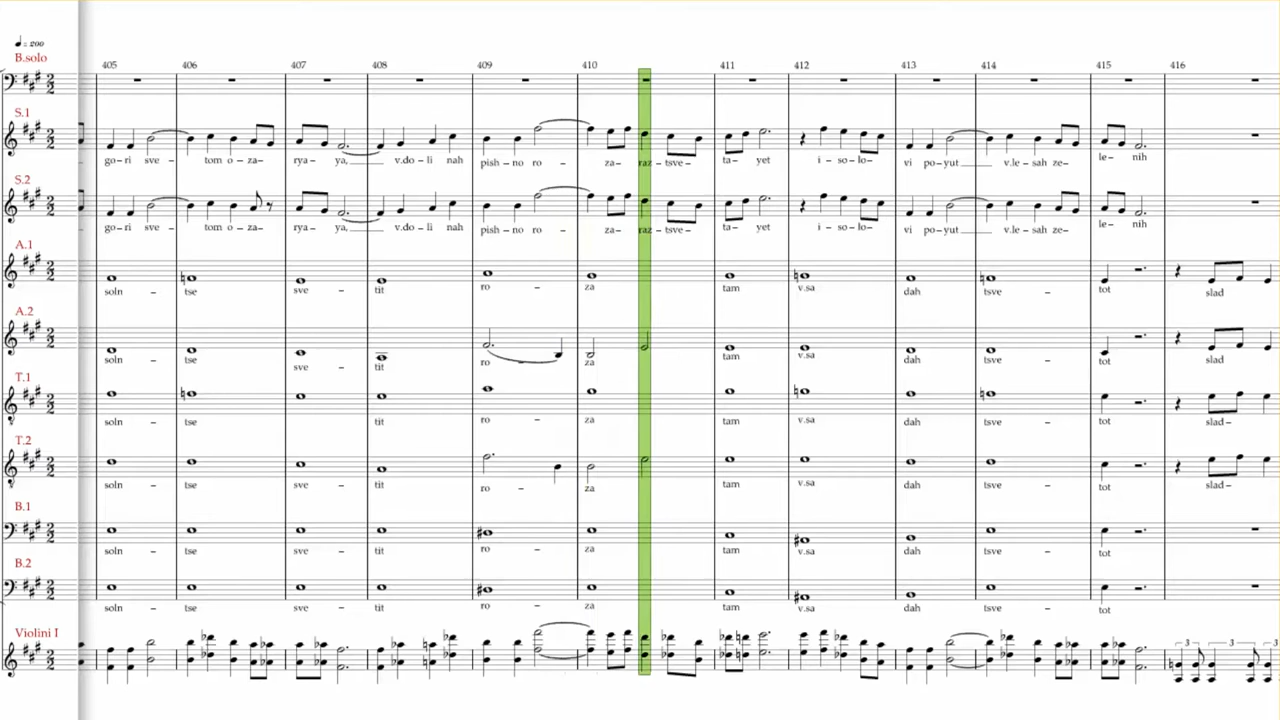 ♩ = 200
405 406 407 408 409 410 411 412 413 414 415 416
B.solo
S.1
go-ri sve - tom o - za- rya - ya, v.do - li nah pish - no ro - za- raz - tsve- ta - yet i - so - lo - vi po - yut v.le - sah ze- le - nih
S.2
go-ri sve - tom o - za- rya - ya, v.do - li nah pish - no ro - za - raz - tsve- ta - yet i - so - lo - vi po - yut v.le - sah ze- le - nih
A.1
soln - tse sve - tit ro - za tam v.sa dah tsve - tot slad
A.2
soln - tse sve - tit ro za tam v.sa dah tsve - tot slad
T.1
soln - tse sve - tit ro - za tam v.sa dah tsve - tot slad -
T.2
soln - tse sve - tit ro - za tam v.sa dah tsve - tot slad -
B.1
soln - tse sve - tit ro - za tam v.sa dah tsve - tot
B.2
soln - tse sve - tit ro - za tam v.sa dah tsve - tot
Violini I
3 3 3